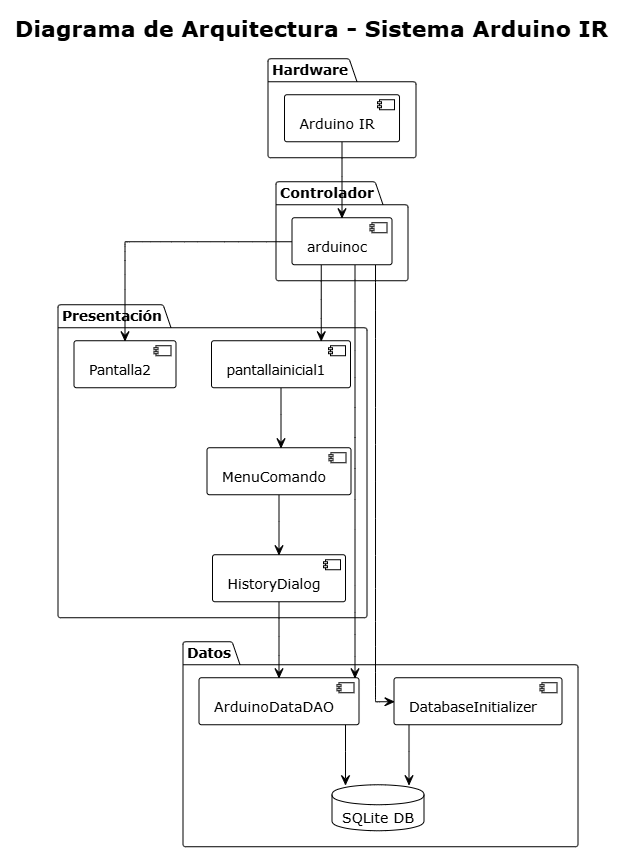 Diagrama de Arquitectura - Sistema Arduino IR
Hardware
Arduino IR
Controlador
arduinoc
Presentación
Pantalla2
pantallainicial1
MenuComando
HistoryDialog
Datos
ArduinoDataDAO
DatabaseInitializer
SQLite DB